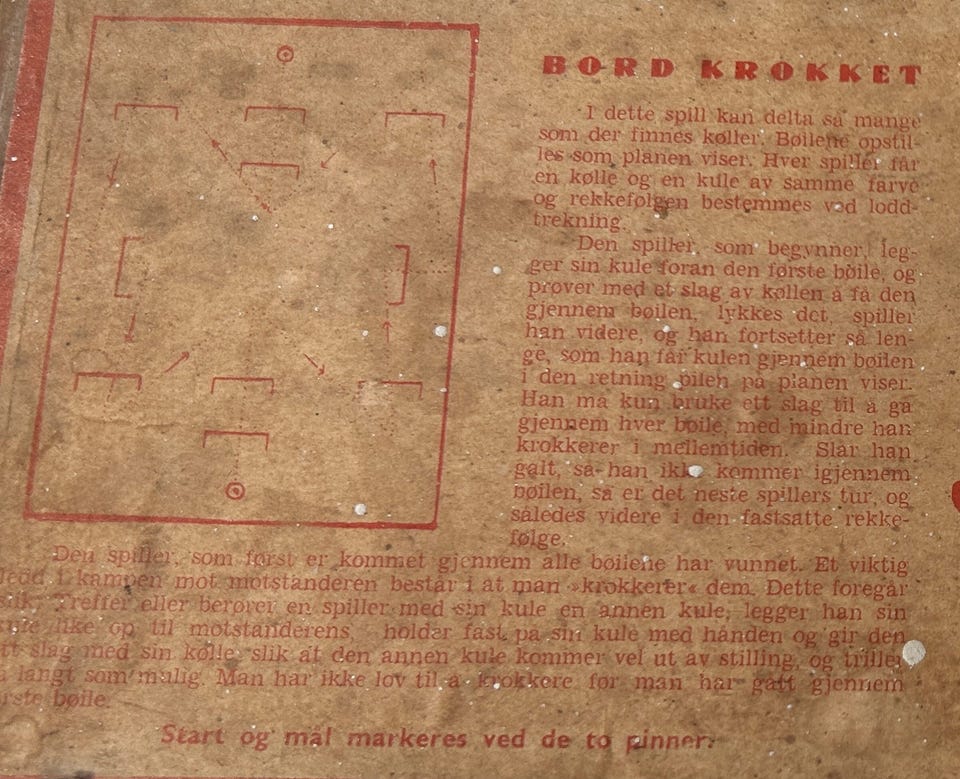 BORD KROKKET
I dette spill kan delta så mange
som der finnes køller. Bøilene opstil-
les som planen viser. Hver spiller får
en kølle og en kule av samme farve
og rekkefølgen bestemmes ved lodd-
trekning.
Den spiller, som begynner, leg-
ger sin kule foran den første bøile, og
prøver med et slag av køllen å få den
gjennem bøilen, lykkes det, spiller
han videre, og han fortsetter så len-
ge, som han får kulen gjennem bøilen
i den retning pilen på planen viser.
Han må kun bruke ett slag til å gå
gjennem hver bøile, med mindre han
krokkerer i mellemtiden. Slår han
galt, så han ikke kommer igjennem
bøilen, så er det neste spillers tur, og
således videre i den fastsatte rekke-
følge.
Den spiller, som først er kommet gjennem alle bøilene har vunnet. Et viktig
ledd i kampen mot motstanderen består i at man »krokkerer« dem. Dette foregår
slik: Treffer eller berører en spiller med sin kule en annen kule, legger han sin
kule like op til motstanderens, holder fast på sin kule med hånden og gir den
ett slag med sin kølle, slik at den annen kule kommer vel ut av stilling, og triller
så langt som mulig. Man har ikke lov til å krokkere før man har gått gjennem
første bøile.
Start og mål markeres ved de to pinner.